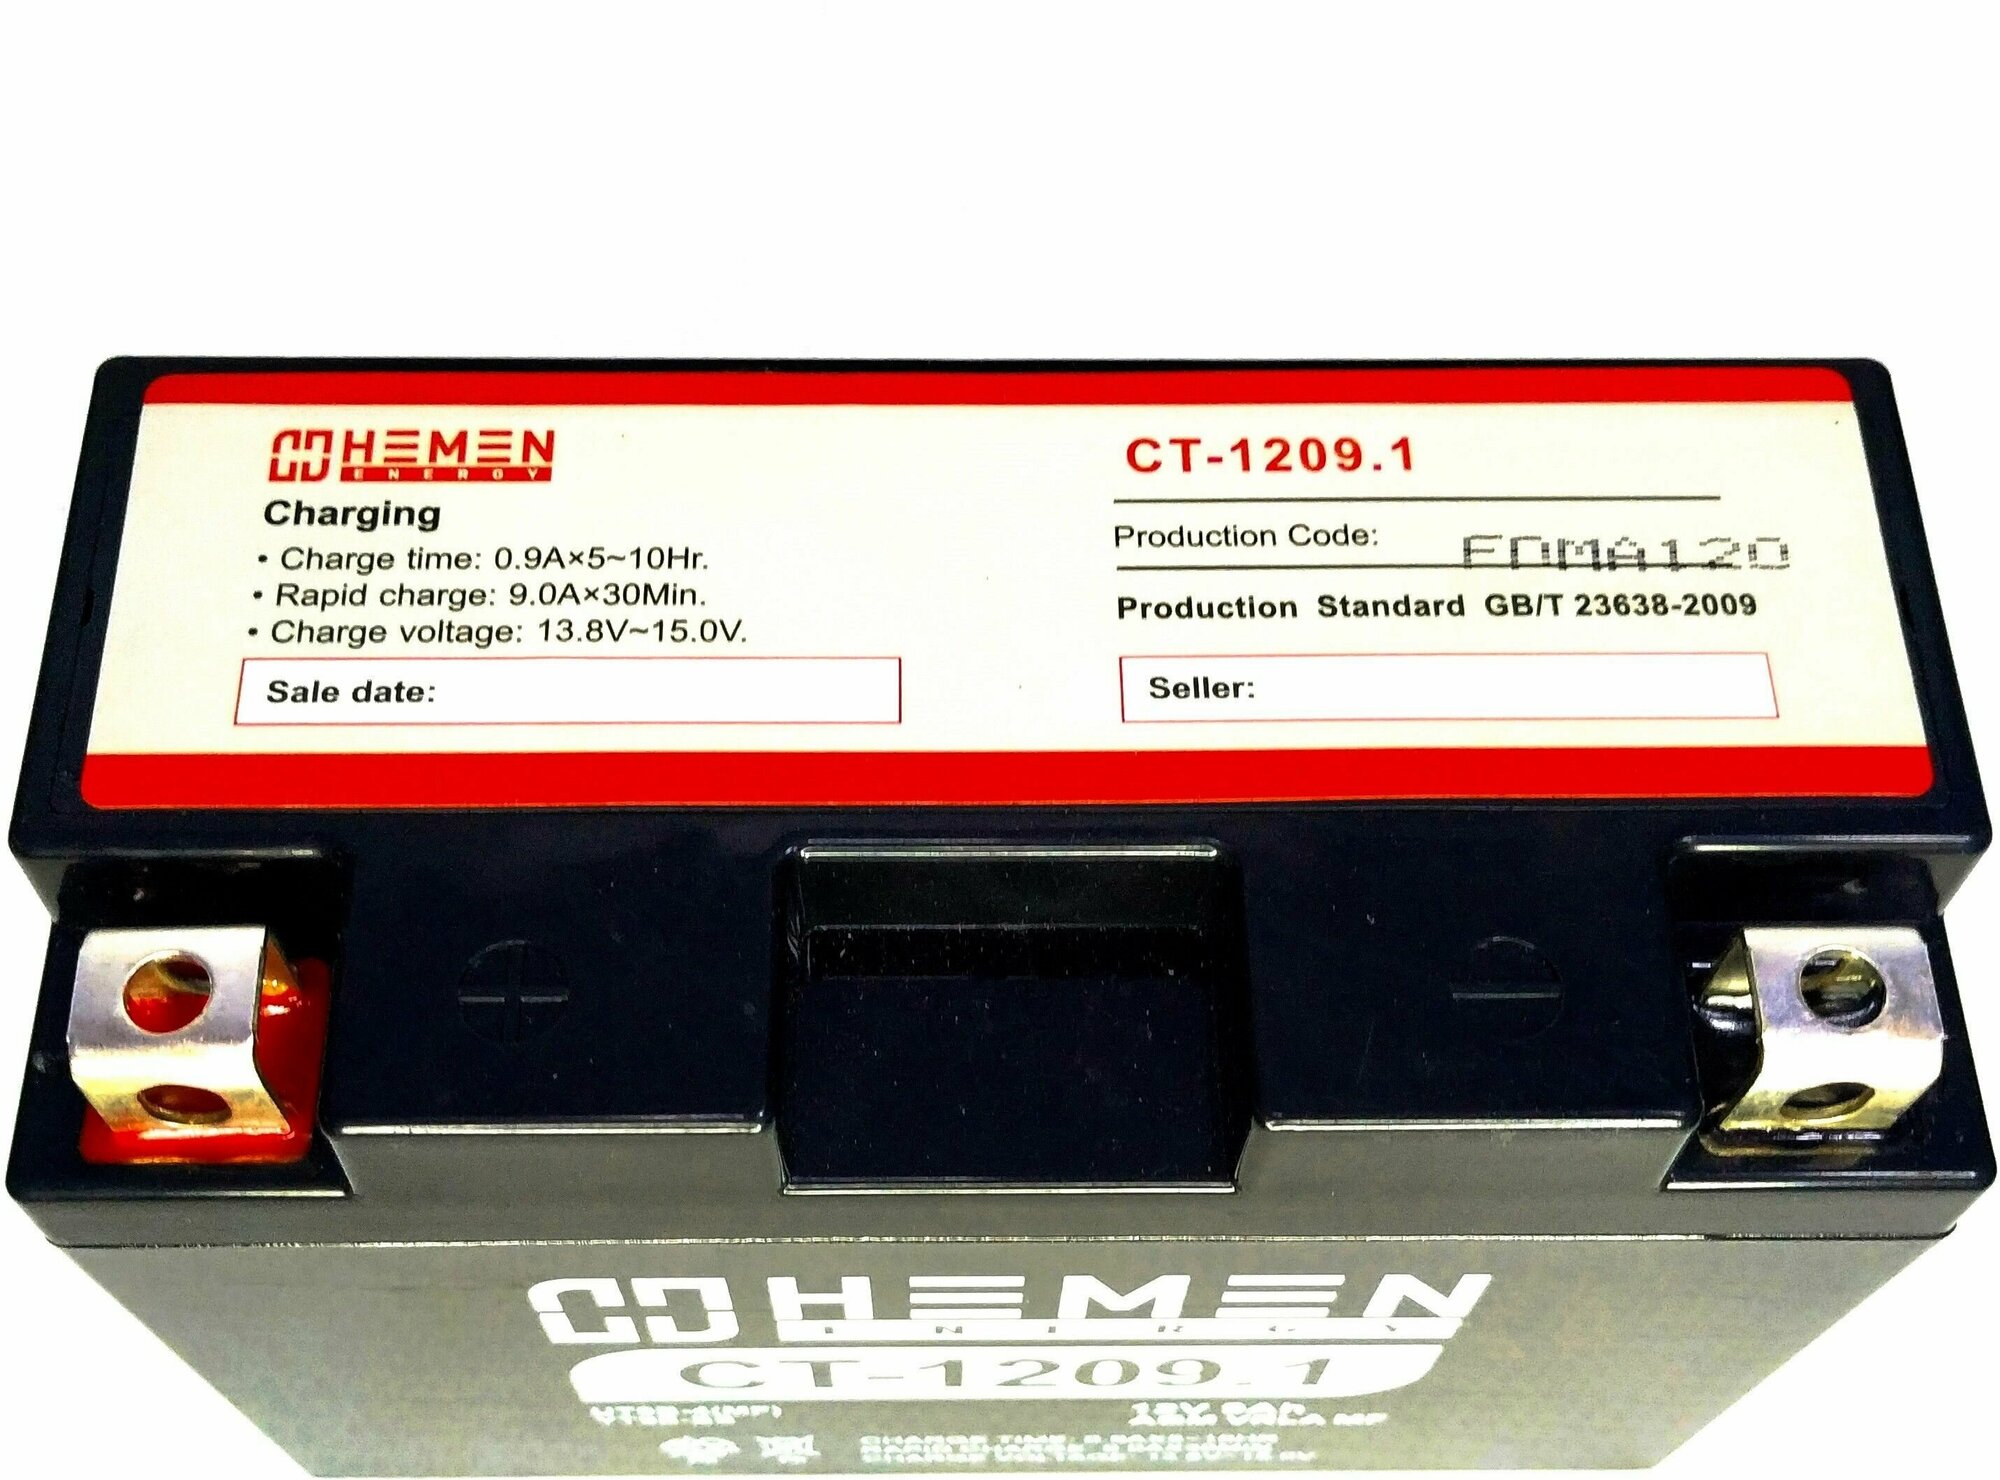 HEMEN
ENERGY
Charging
• Charge time: 0.9A×5~10Hr.
• Rapid charge: 9.0A×30Min.
• Charge voltage: 13.8V~15.0V.
Sale date:
CT-1209.1
Production Code: FDMA120
Production Standard GB/T 23638-2009
Seller:
+ −
HEMEN
ENERGY
CT-1209.1
12V